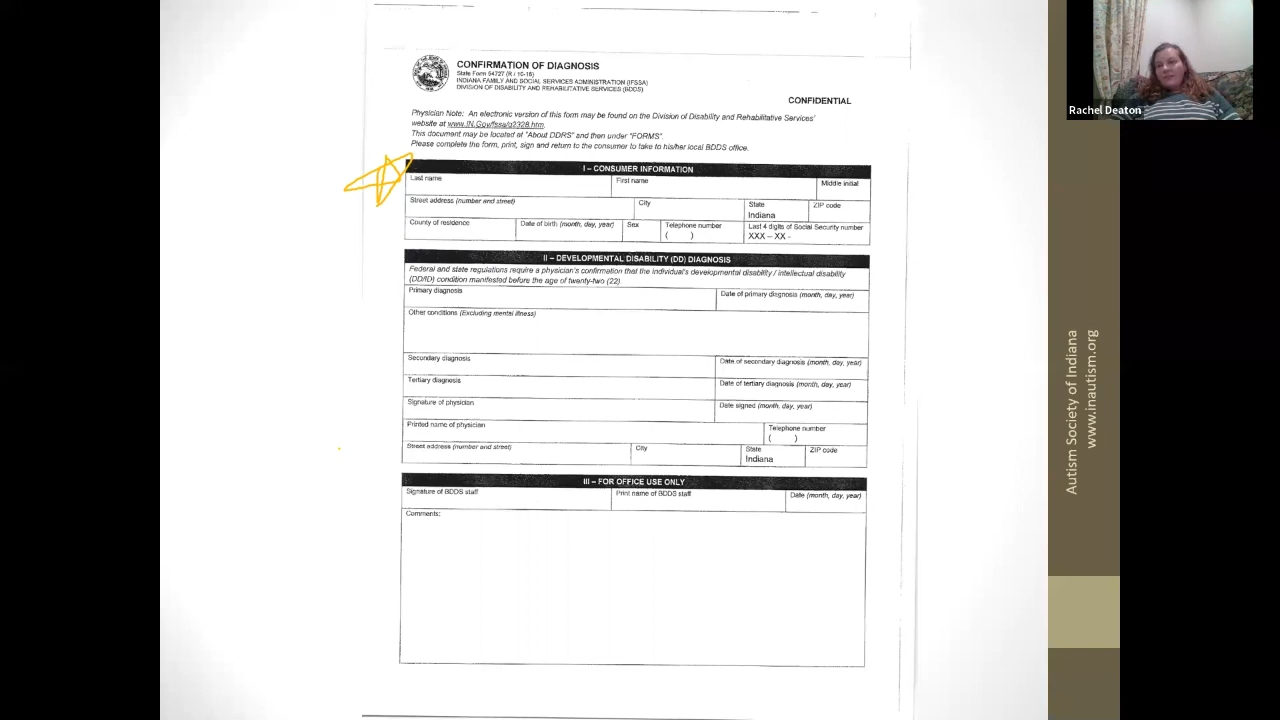 CONFIRMATION OF DIAGNOSIS
State Form 54727 (R / 10-15)
INDIANA FAMILY AND SOCIAL SERVICES ADMINISTRATION (IFSSA)
DIVISION OF DISABILITY AND REHABILITATIVE SERVICES (BDDS)
CONFIDENTIAL
Physician Note: An electronic version of this form may be found on the Division of Disability and Rehabilitative Services'
website at www.IN.Gov/fssa/
This document may be located at "About DDRS" and then under "FORMS".
Please complete the form, print, sign and return to the consumer to take to his/her local BDDS office.
I – CONSUMER INFORMATION
Last name First name Middle initial
Street address (number and street) City State ZIP code
Indiana
County of residence Date of birth (month, day, year) Sex Telephone number Last 4 digits of Social Security number
( ) XXX – XX -
II – DEVELOPMENTAL DISABILITY (DD) DIAGNOSIS
Federal and state regulations require a physician's confirmation that the individual's developmental disability / intellectual disability
(DD/ID) condition manifested before the age of twenty-two (22)
Primary diagnosis Date of primary diagnosis (month, day, year)
Other conditions (Excluding mental illness)
Secondary diagnosis Date of secondary diagnosis (month, day, year)
Tertiary diagnosis Date of tertiary diagnosis (month, day, year)
Signature of physician Date signed (month, day, year)
Printed name of physician Telephone number
( )
Street address (number and street) City State ZIP code
Indiana
III – FOR OFFICE USE ONLY
Signature of BDDS staff Print name of BDDS staff Date (month, day, year)
Comments:
Rachel Deaton
Autism Society of Indiana
www.inautism.org